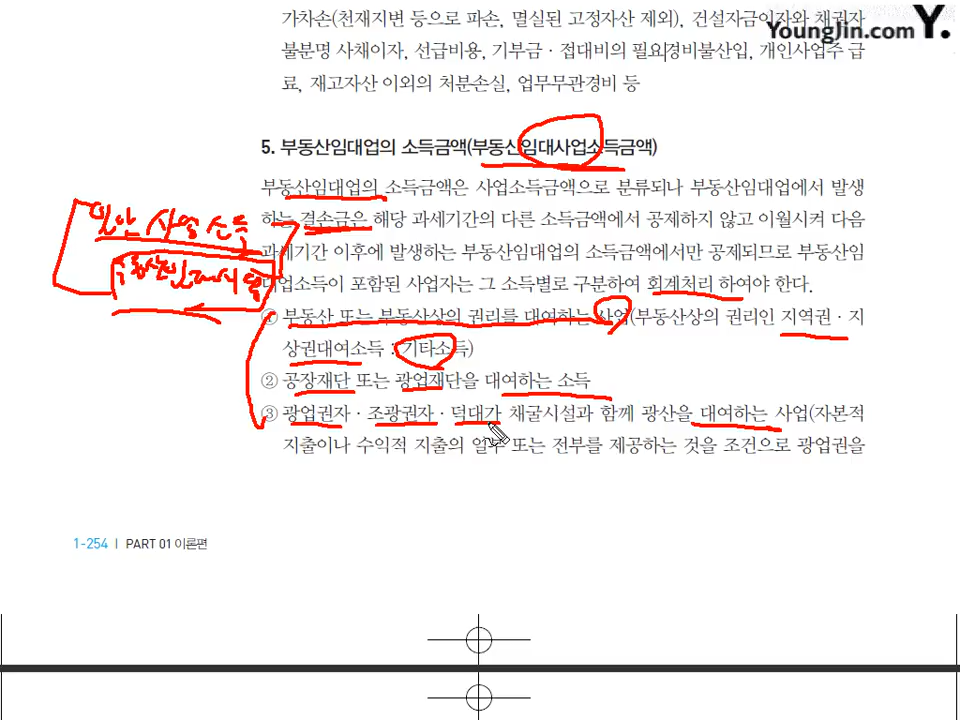 가차손(천재지변 등으로 파손, 멸실된 고정자산 제외), 건설자금이자와 채권자
YoungJin.com Y.
불분명 사채이자, 선급비용, 기부금 · 접대비의 필요경비불산입, 개인사업주 급
료, 재고자산 이외의 처분손실, 업무무관경비 등
5. 부동산임대업의 소득금액(부동산임대사업소득금액)
부동산임대업의 소득금액은 사업소득금액으로 분류되나 부동산임대업에서 발생
하는 결손금은 해당 과세기간의 다른 소득금액에서 공제하지 않고 이월시켜 다음
사업 소득
과세기간 이후에 발생하는 부동산임대업의 소득금액에서만 공제되므로 부동산임
대업소득이 포함된 사업자는 그 소득별로 구분하여 회계처리 하여야 한다.
① 부동산 또는 부동산상의 권리를 대여하는 사업(부동산상의 권리인 지역권 · 지
상권대여소득 : 기타소득)
② 공장재단 또는 광업재단을 대여하는 소득
③ 광업권자 · 조광권자 · 덕대가 채굴시설과 함께 광산을 대여하는 사업(자본적
지출이나 수익적 지출의 일부 또는 전부를 제공하는 것을 조건으로 광업권을
1-254 | PART 01 이론편